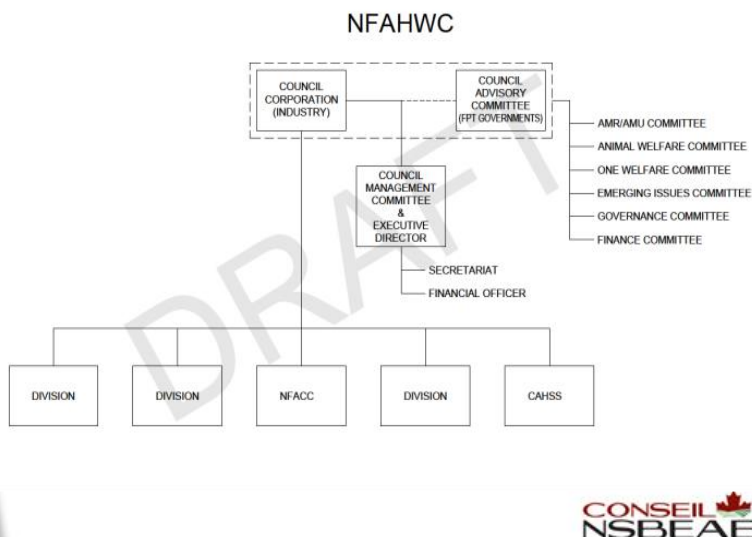 NFAHWC
COUNCIL
CORPORATION
(INDUSTRY)
COUNCIL
ADVISORY
COMMITTEE
(FPT GOVERNMENTS)
AMR/AMU COMMITTEE
ANIMAL WELFARE COMMITTEE
ONE WELFARE COMMITTEE
EMERGING ISSUES COMMITTEE
GOVERNANCE COMMITTEE
FINANCE COMMITTEE
COUNCIL
MANAGEMENT
COMMITTEE
&
EXECUTIVE
DIRECTOR
SECRETARIAT
FINANCIAL OFFICER
DIVISION
DIVISION
NFACC
DIVISION
CAHSS
DRAFT
CONSEIL
NSBEAE